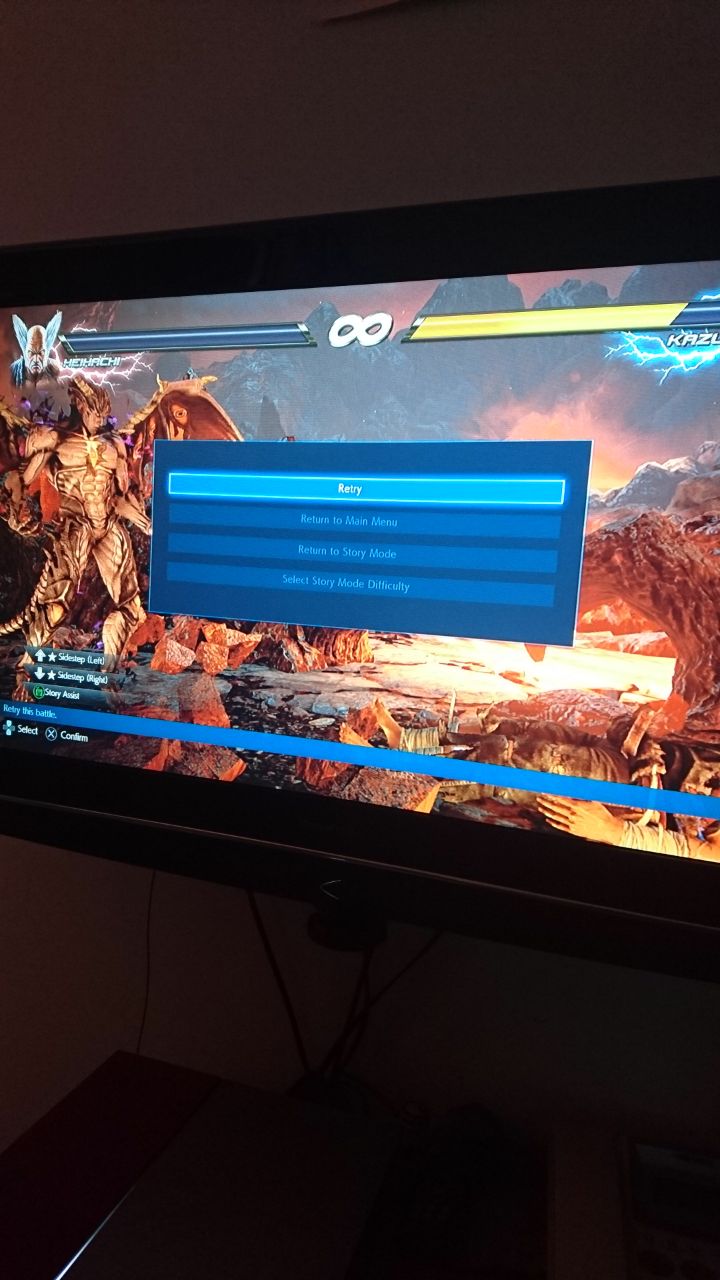 HEIHACHI
KAZU
Retry
Return to Main Menu
Return to Story Mode
Select Story Mode Difficulty
Sidestep (Left)
Sidestep (Right)
Story Assist
Retry this battle.
Select Confirm